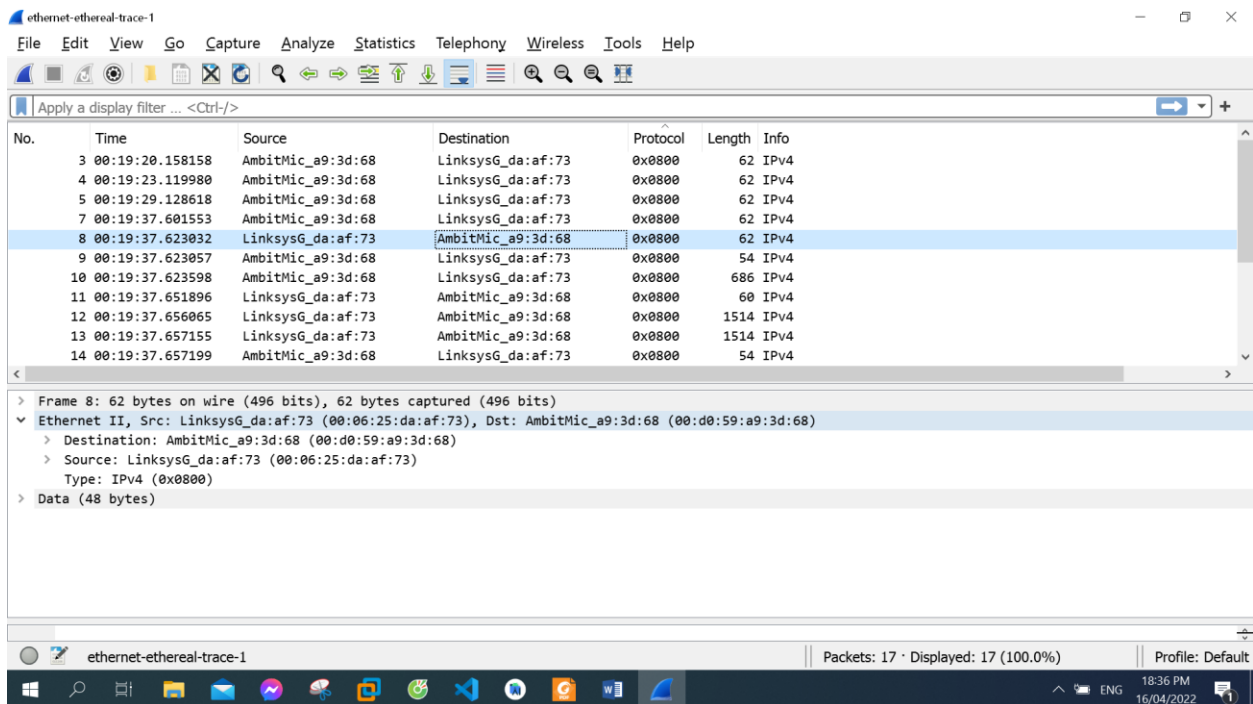 ethernet-ethereal-trace-1
File Edit View Go Capture Analyze Statistics Telephony Wireless Tools Help
Apply a display filter ... <Ctrl-/>
No. Time Source Destination Protocol Length Info
3 00:19:20.158158 AmbitMic_a9:3d:68 LinksysG_da:af:73 0x0800 62 IPv4
4 00:19:23.119980 AmbitMic_a9:3d:68 LinksysG_da:af:73 0x0800 62 IPv4
5 00:19:29.128618 AmbitMic_a9:3d:68 LinksysG_da:af:73 0x0800 62 IPv4
7 00:19:37.601553 AmbitMic_a9:3d:68 LinksysG_da:af:73 0x0800 62 IPv4
8 00:19:37.623032 LinksysG_da:af:73 AmbitMic_a9:3d:68 0x0800 62 IPv4
9 00:19:37.623057 AmbitMic_a9:3d:68 LinksysG_da:af:73 0x0800 54 IPv4
10 00:19:37.623598 AmbitMic_a9:3d:68 LinksysG_da:af:73 0x0800 686 IPv4
11 00:19:37.651896 LinksysG_da:af:73 AmbitMic_a9:3d:68 0x0800 60 IPv4
12 00:19:37.656065 LinksysG_da:af:73 AmbitMic_a9:3d:68 0x0800 1514 IPv4
13 00:19:37.657155 LinksysG_da:af:73 AmbitMic_a9:3d:68 0x0800 1514 IPv4
14 00:19:37.657199 AmbitMic_a9:3d:68 LinksysG_da:af:73 0x0800 54 IPv4
Frame 8: 62 bytes on wire (496 bits), 62 bytes captured (496 bits)
Ethernet II, Src: LinksysG_da:af:73 (00:06:25:da:af:73), Dst: AmbitMic_a9:3d:68 (00:d0:59:a9:3d:68)
Destination: AmbitMic_a9:3d:68 (00:d0:59:a9:3d:68)
Source: LinksysG_da:af:73 (00:06:25:da:af:73)
Type: IPv4 (0x0800)
Data (48 bytes)
ethernet-ethereal-trace-1 Packets: 17 · Displayed: 17 (100.0%) Profile: Default
ENG 18:36 PM
16/04/2022